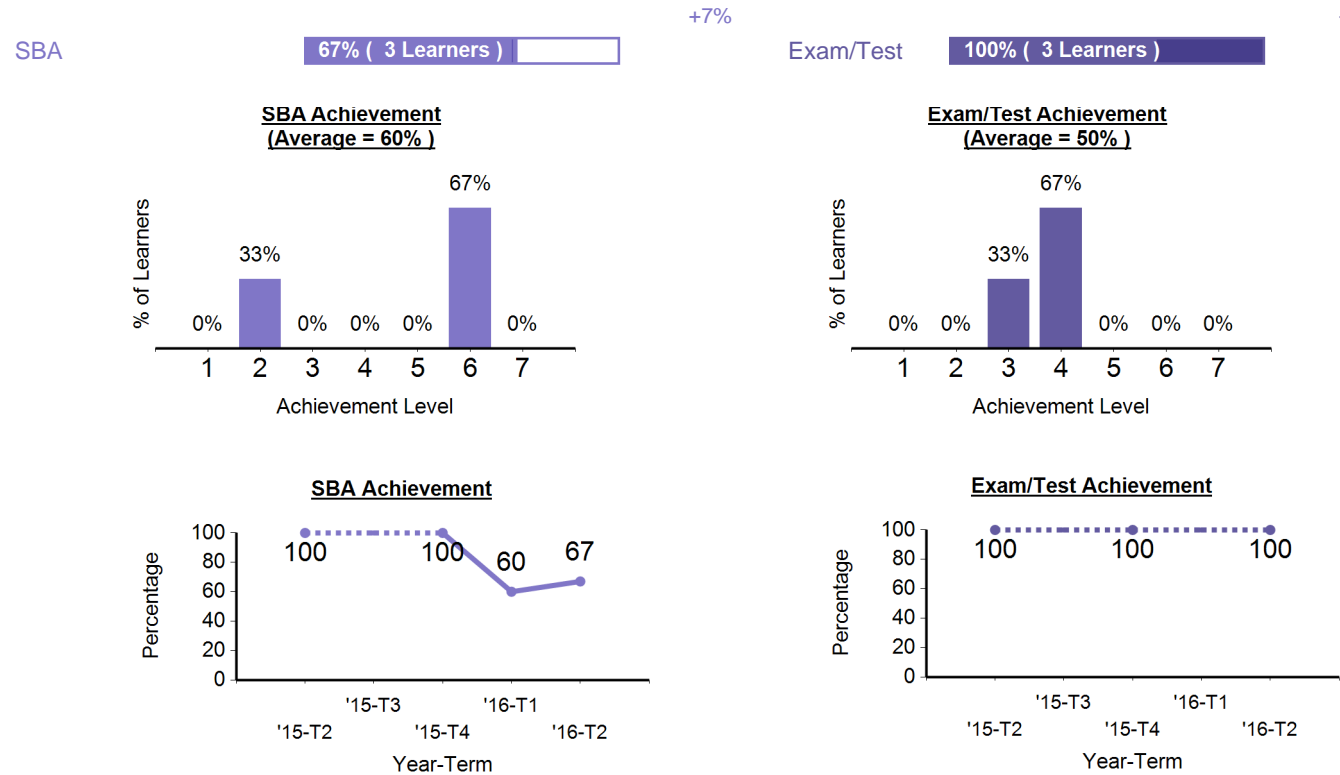 +7%
SBA
67% ( 3 Learners )
Exam/Test
100% ( 3 Learners )
SBA Achievement
(Average = 60% )
67%
33%
0%
0%
0%
0%
0%
% of Learners
1 2 3 4 5 6 7
Achievement Level
Exam/Test Achievement
(Average = 50% )
67%
33%
0%
0%
0%
0%
0%
% of Learners
1 2 3 4 5 6 7
Achievement Level
SBA Achievement
100
80
60
40
20
0
Percentage
100
100
60
67
'15-T3
'16-T1
'15-T2
'15-T4
'16-T2
Year-Term
Exam/Test Achievement
100
80
60
40
20
0
Percentage
100
100
100
'15-T3
'16-T1
'15-T2
'15-T4
'16-T2
Year-Term